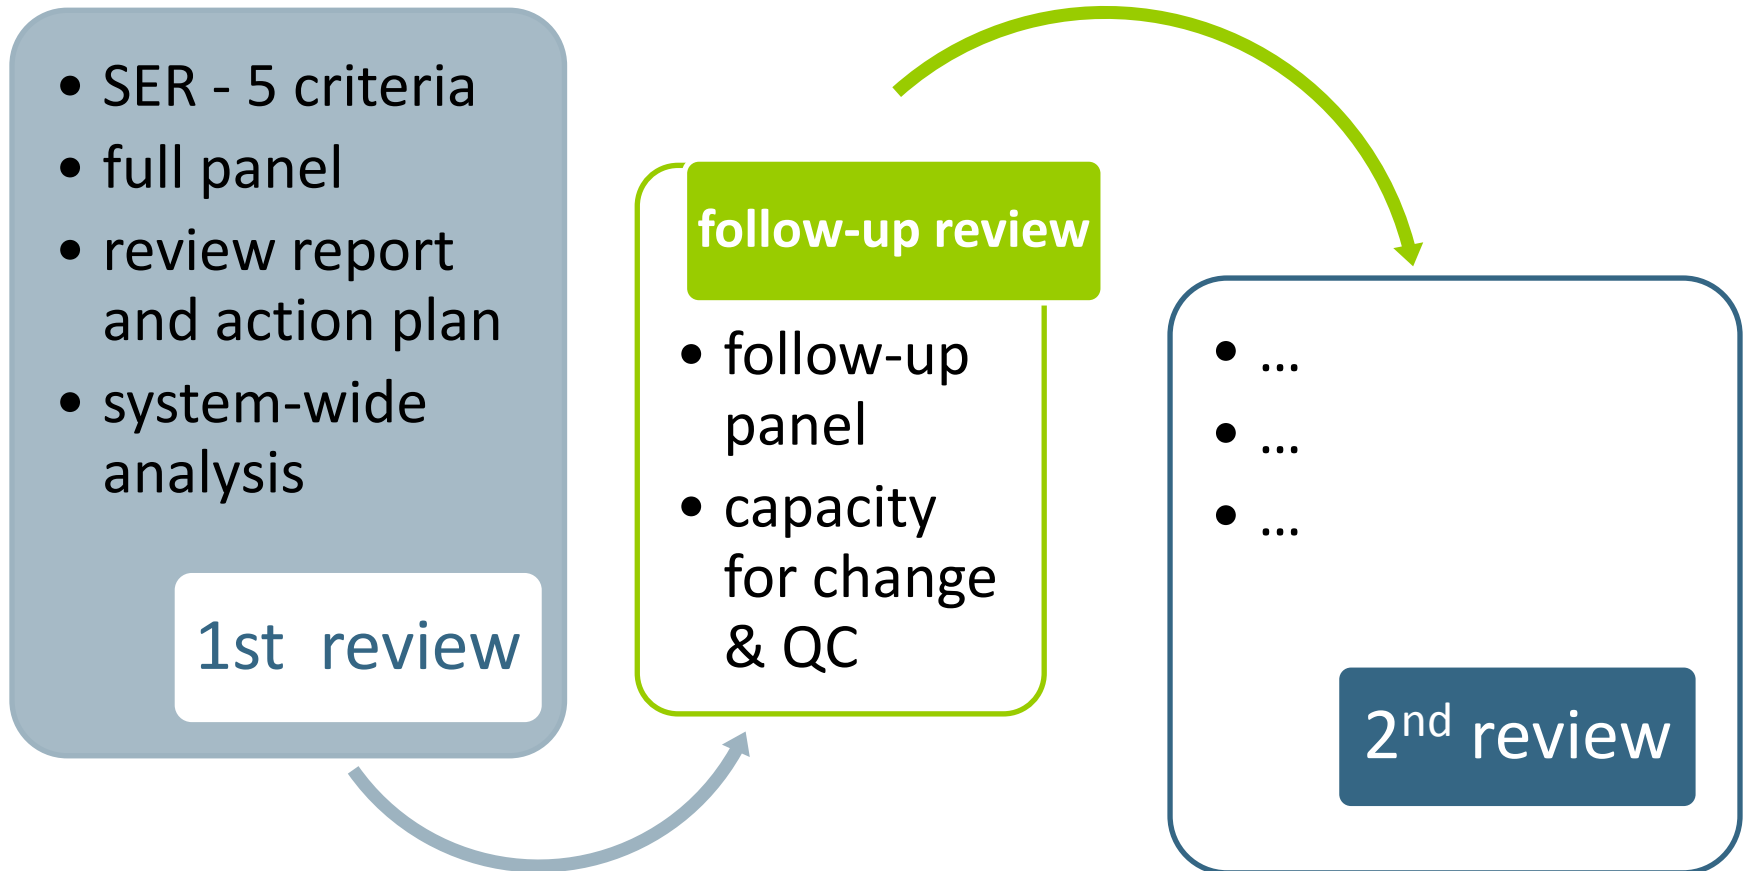 • SER - 5 criteria
• full panel
• review report
and action plan
• system-wide
analysis
1st review
follow-up review
• follow-up
panel
• capacity
for change
& QC
• ...
• ...
• ...
2nd review